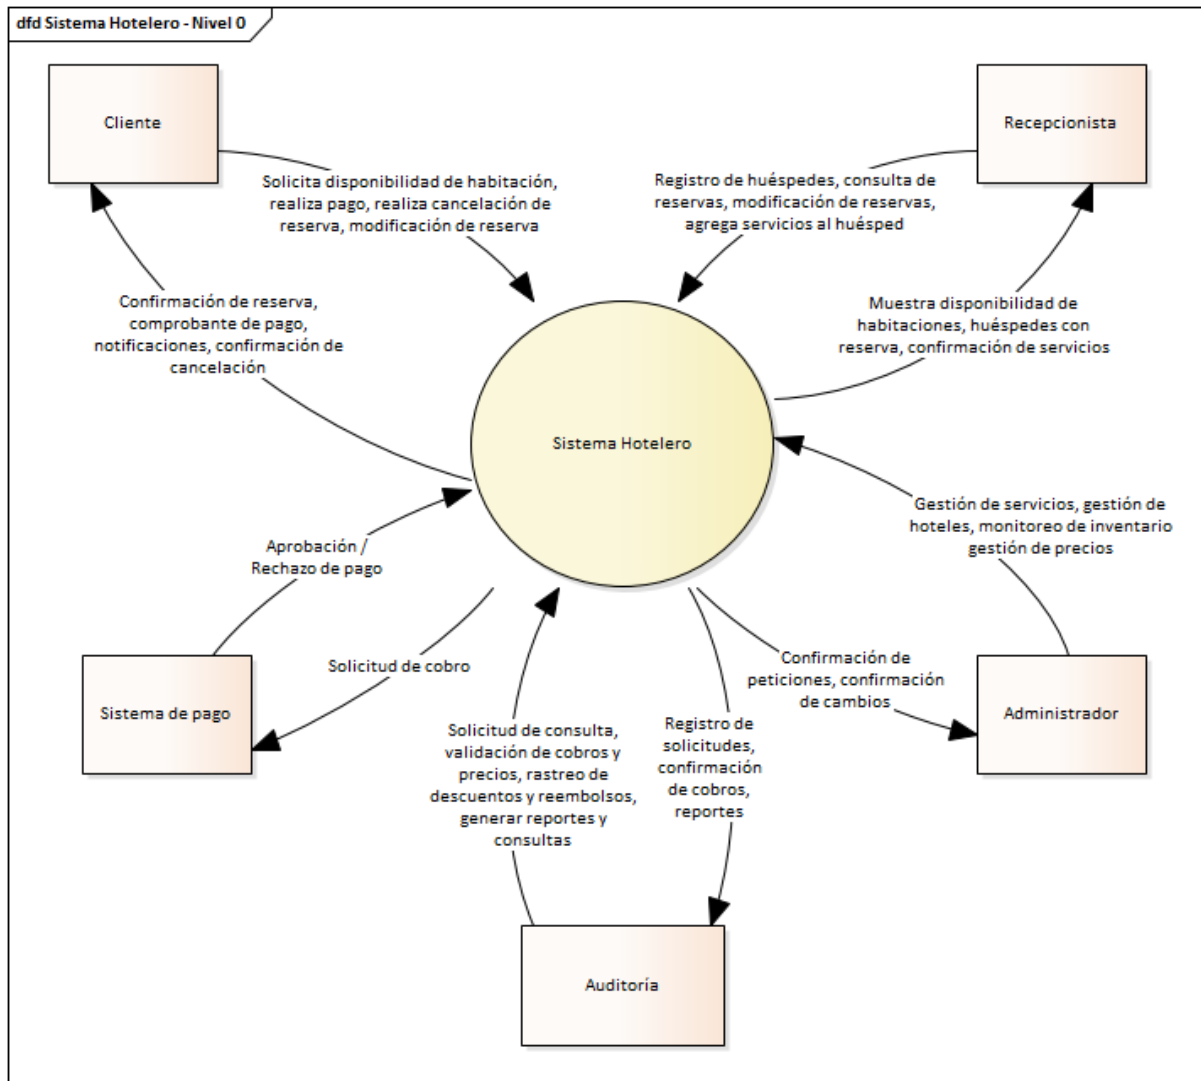 dfd Sistema Hotelero - Nivel 0
Cliente
Recepcionista
Solicita disponibilidad de habitación,
realiza pago, realiza cancelación de
reserva, modificación de reserva
Registro de huéspedes, consulta de
reservas, modificación de reservas,
agrega servicios al huésped
Confirmación de reserva,
comprobante de pago,
notificaciones, confirmación de
cancelación
Muestra disponibilidad de
habitaciones, huéspedes con
reserva, confirmación de servicios
Sistema Hotelero
Gestión de servicios, gestión de
hoteles, monitoreo de inventario
gestión de precios
Aprobación /
Rechazo de pago
Solicitud de cobro
Confirmación de
peticiones, confirmación
de cambios
Sistema de pago
Administrador
Solicitud de consulta,
validación de cobros y
precios, rastreo de
descuentos y reembolsos,
generar reportes y
consultas
Registro de
solicitudes,
confirmación
de cobros,
reportes
Auditoría